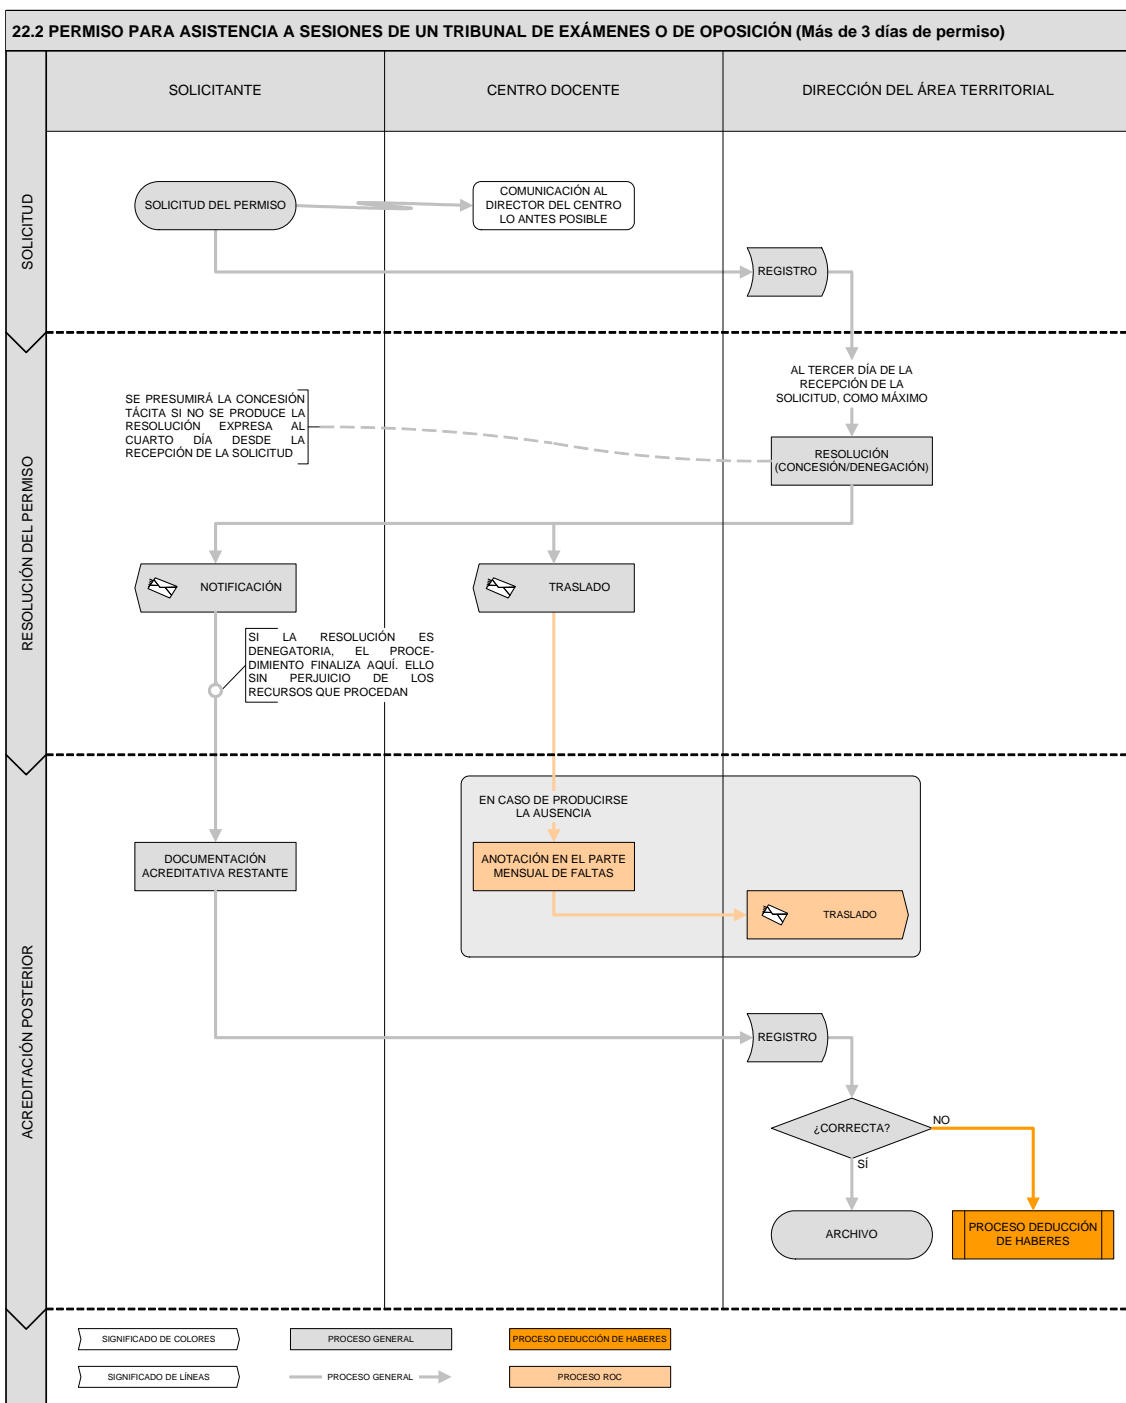 22.2 PERMISO PARA ASISTENCIA A SESIONES DE UN TRIBUNAL DE EXÁMENES O DE OPOSICIÓN (Más de 3 días de permiso)
SOLICITANTE
CENTRO DOCENTE
DIRECCIÓN DEL ÁREA TERRITORIAL
SOLICITUD
SOLICITUD DEL PERMISO
COMUNICACIÓN AL
DIRECTOR DEL CENTRO
LO ANTES POSIBLE
REGISTRO
RESOLUCIÓN DEL PERMISO
AL TERCER DÍA DE LA
RECEPCIÓN DE LA
SOLICITUD, COMO MÁXIMO
SE PRESUMIRÁ LA CONCESIÓN
TÁCITA SI NO SE PRODUCE LA
RESOLUCIÓN EXPRESA AL
CUARTO DÍA DESDE LA
RECEPCIÓN DE LA SOLICITUD
RESOLUCIÓN
(CONCESIÓN/DENEGACIÓN)
NOTIFICACIÓN
TRASLADO
SI LA RESOLUCIÓN ES
DENEGATORIA, EL PROCE-
DIMIENTO FINALIZA AQUÍ. ELLO
SIN PERJUICIO DE LOS
RECURSOS QUE PROCEDAN
ACREDITACIÓN POSTERIOR
EN CASO DE PRODUCIRSE
LA AUSENCIA
DOCUMENTACIÓN
ACREDITATIVA RESTANTE
ANOTACIÓN EN EL PARTE
MENSUAL DE FALTAS
TRASLADO
REGISTRO
¿CORRECTA?
NO
SÍ
ARCHIVO
PROCESO DEDUCCIÓN
DE HABERES
SIGNIFICADO DE COLORES
PROCESO GENERAL
PROCESO DEDUCCIÓN DE HABERES
SIGNIFICADO DE LÍNEAS
PROCESO GENERAL
PROCESO ROC